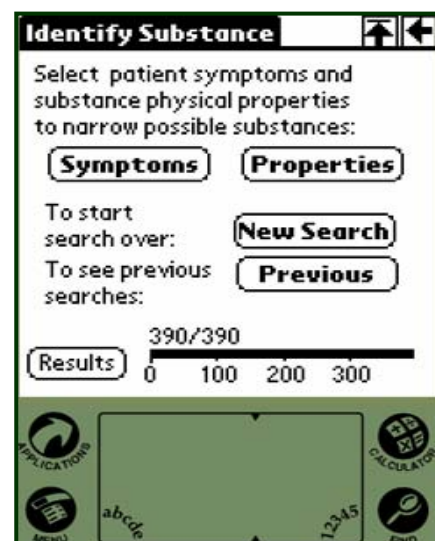 Identify Substance
Select patient symptoms and
substance physical properties
to narrow possible substances:
Symptoms Properties
To start
search over:
New Search
To see previous
searches:
Previous
390/390
Results
0 100 200 300
APPLICATIONS
CALCULATOR
MENU
abcde
12345
FIND